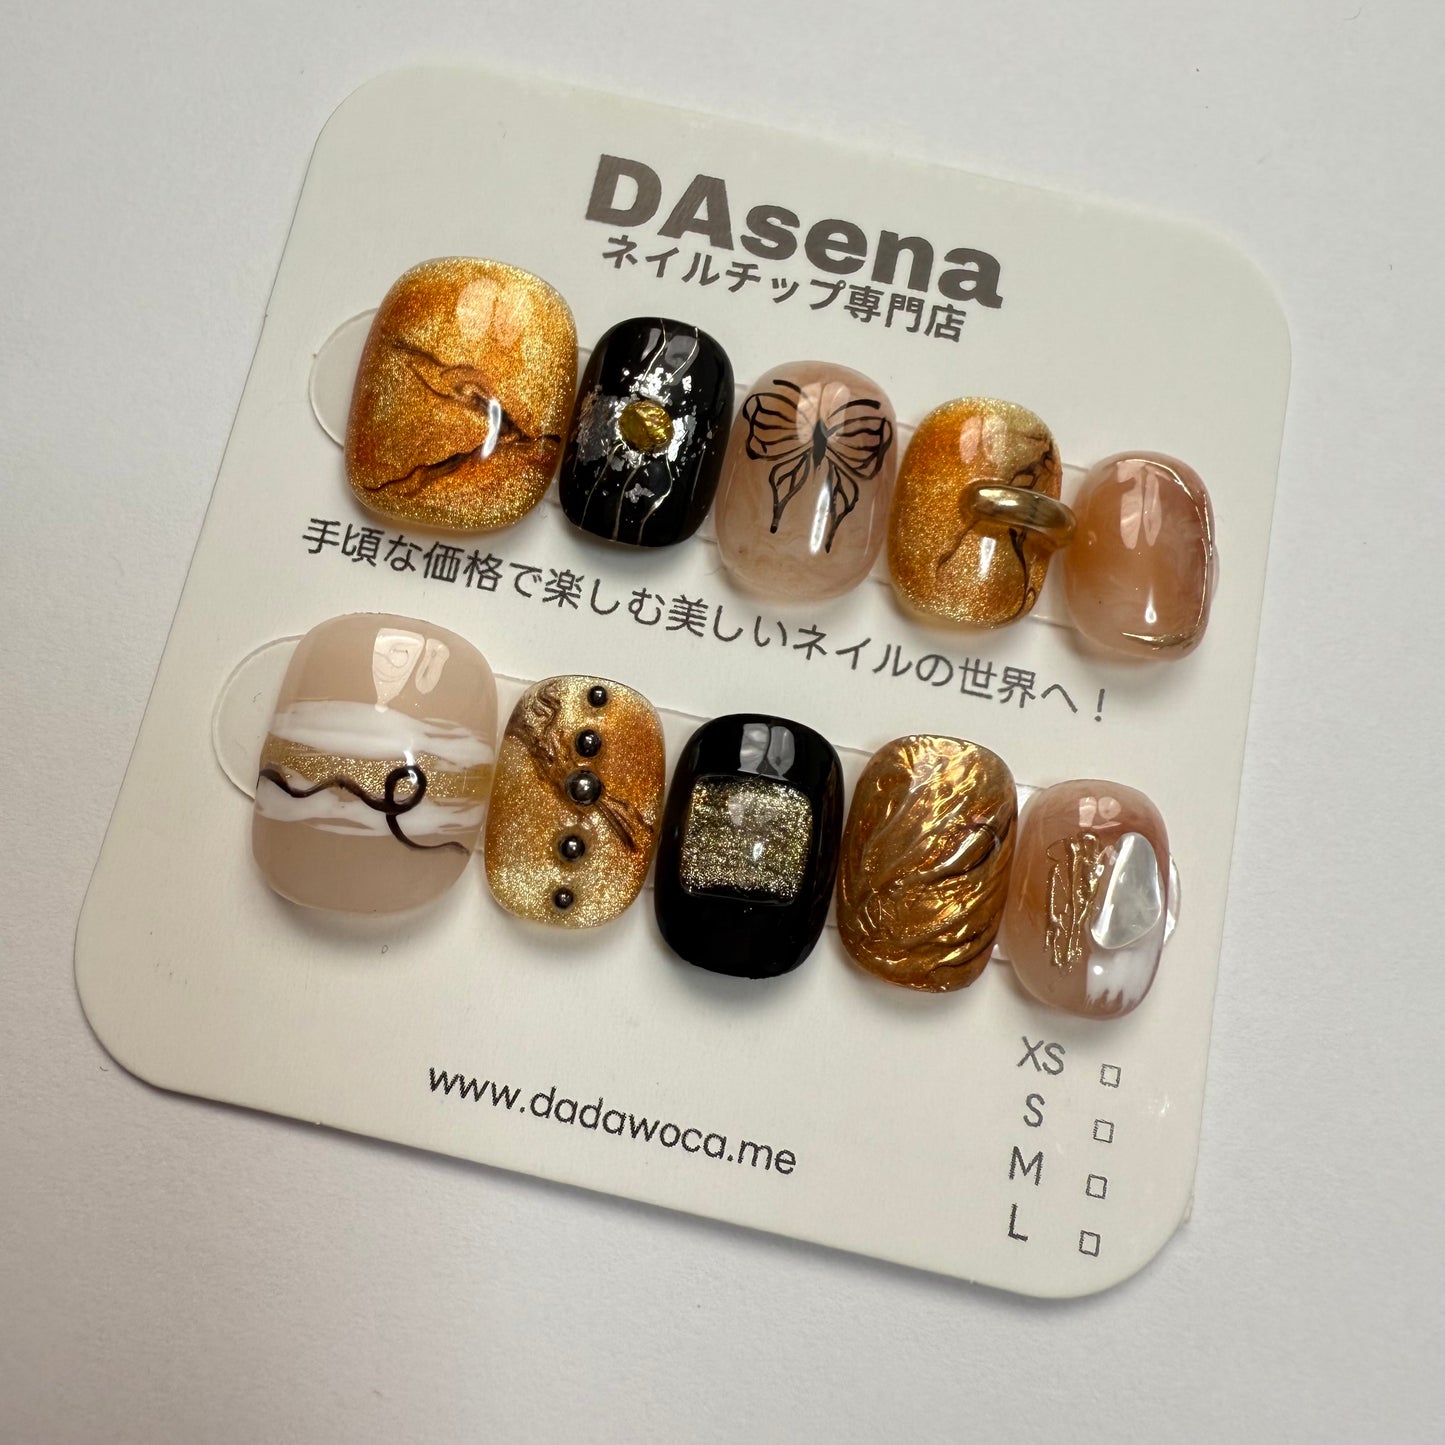 DAsena
ネイルチップ専門店
手頃な価格で楽しむ美しいネイルの世界へ！
www.dadawoca.me
XS □
S □
M □
L □